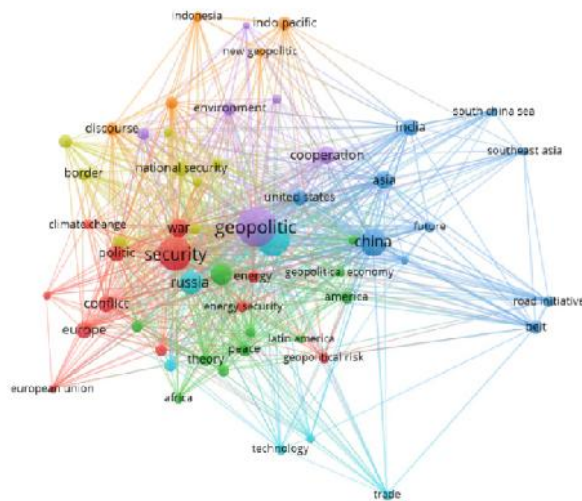 indonesia
indo pacific
new geopolitic
environment
south china sea
discourse
india
cooperation
southeast asia
national security
border
asia
united states
climate change
war
geopolitic
future
politic
security
china
russia
energy
geopolitical economy
conflict
energy security
america
road initiative
europe
latin america
belt
peace
theory
geopolitical risk
european union
africa
technology
trade